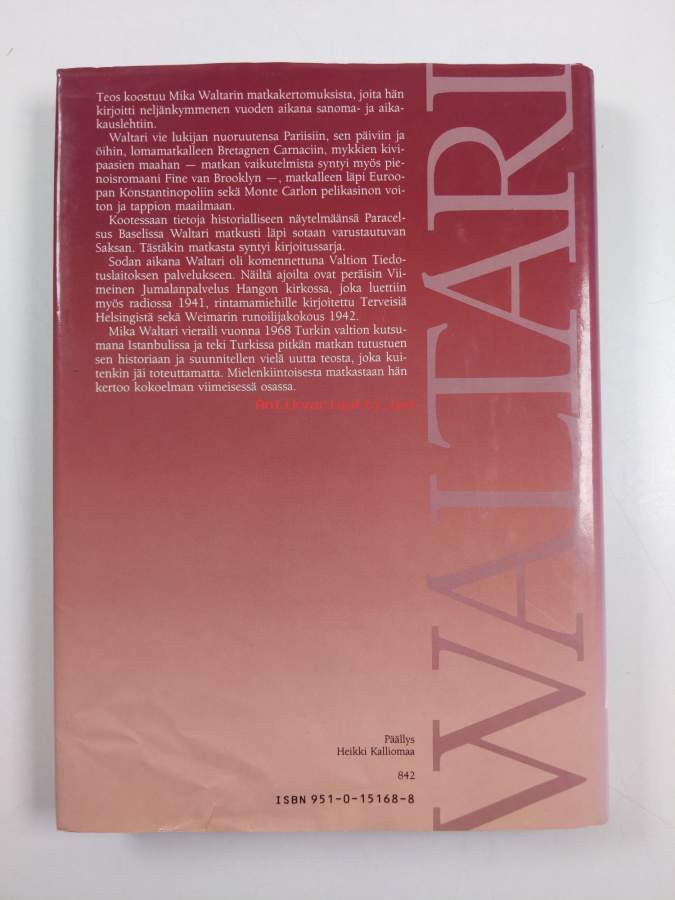 Teos koostuu Mika Waltarin matkakertomuksista, joita hän
kirjoitti neljänkymmenen vuoden aikana sanoma- ja aika-
kauslehtiin.
Waltari vie lukijan nuoruutensa Pariisiin, sen päiviin ja
öihin, lomamatkalleen Bretagnen Carnaciin, mykkien kivi-
paasien maahan — matkan vaikutelmista syntyi myös pie-
noisromaani Fine van Brooklyn —, matkalleen läpi Euroo-
pan Konstantinopoliin sekä Monte Carlon pelikasinon voi-
ton ja tappion maailmaan.
Kootessaan tietoja historialliseen näytelmäänsä Paracel-
sus Baselissa Waltari matkusti läpi sotaan varustautuvan
Saksan. Tästäkin matkasta syntyi kirjoitussarja.
Sodan aikana Waltari oli komennettuna Valtion Tiedo-
tuslaitoksen palvelukseen. Näiltä ajoilta ovat peräisin Vii-
meinen Jumalanpalvelus Hangon kirkossa, joka luettiin
myös radiossa 1941, rintamamiehille kirjoitettu Terveisiä
Helsingistä sekä Weimarin runoilijakokous 1942.
Mika Waltari vieraili vuonna 1968 Turkin valtion kutsu-
mana Istanbulissa ja teki Turkissa pitkän matkan tutustuen
sen historiaan ja suunnitellen vielä uutta teosta, joka kui-
tenkin jäi toteuttamatta. Mielenkiintoisesta matkastaan hän
kertoo kokoelman viimeisessä osassa.
WALTARI
Päällys
Heikki Kalliomaa
842
ISBN 951-0-15168-8